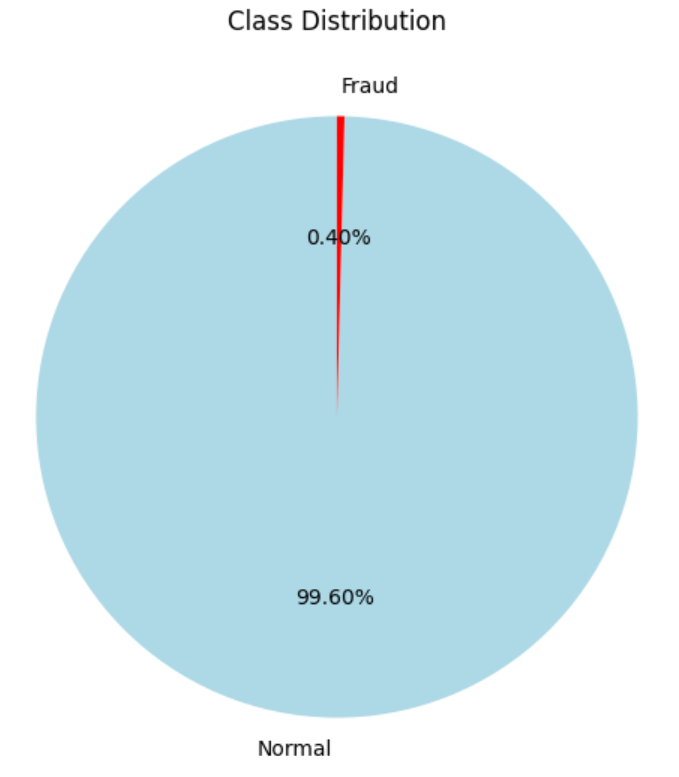 Class Distribution
Fraud
0.40%
99.60%
Normal